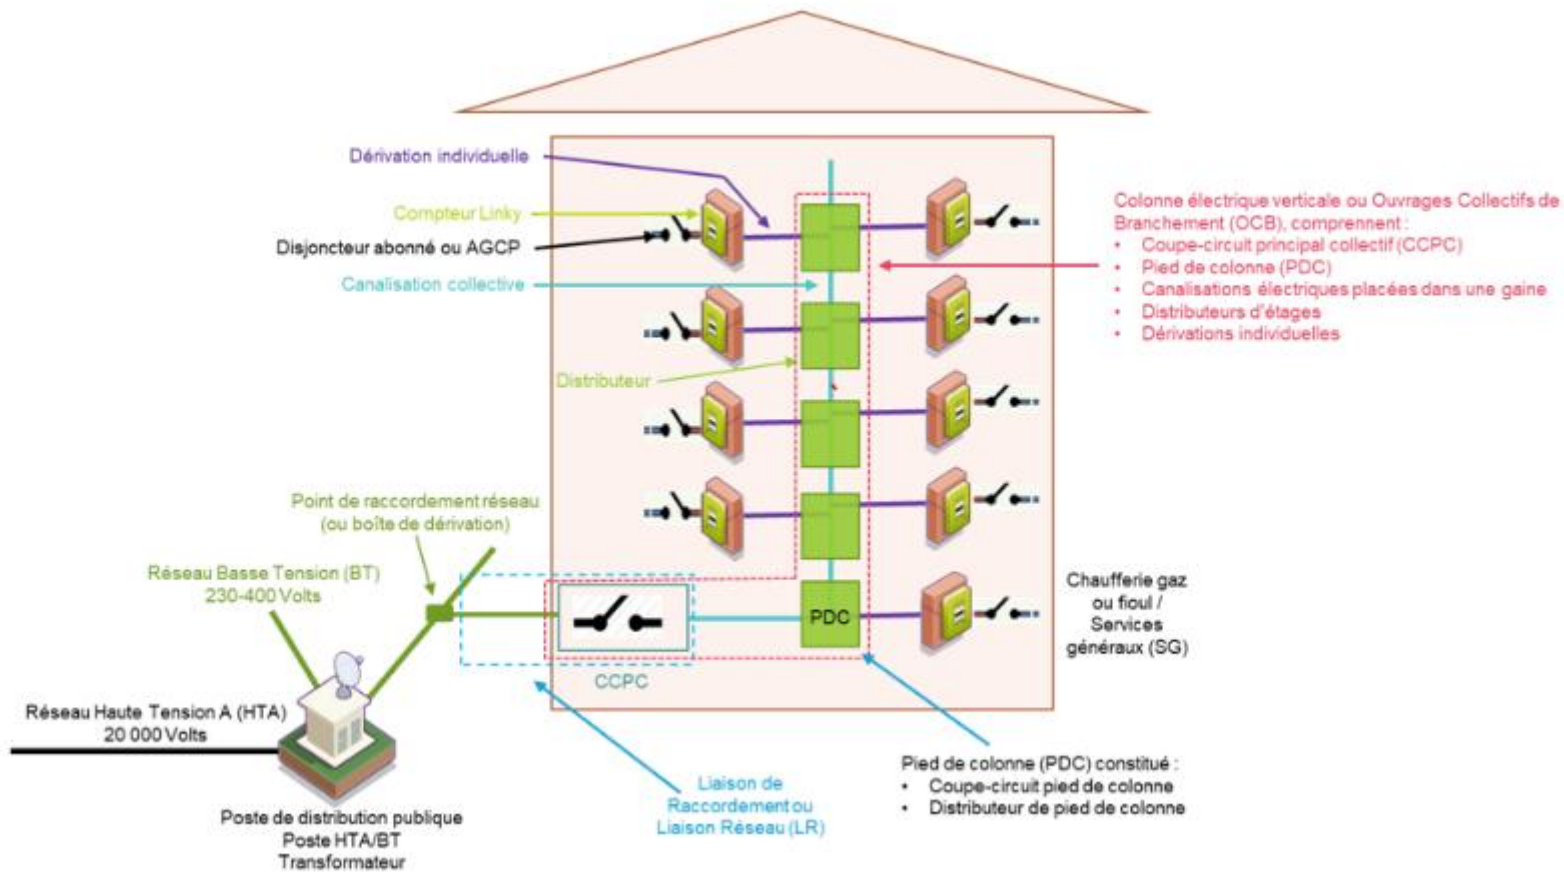 Dérivation individuelle
Compteur Linky
Disjoncteur abonné ou AGCP
Canalisation collective
Distributeur
Colonne électrique verticale ou Ouvrages Collectifs de
Branchement (OCB), comprennent :
• Coupe-circuit principal collectif (CCPC)
• Pied de colonne (PDC)
• Canalisations électriques placées dans une gaine
• Distributeurs d'étages
• Dérivations individuelles
Point de raccordement réseau
(ou boîte de dérivation)
Réseau Basse Tension (BT)
230-400 Volts
Chaufferie gaz
ou fioul /
Services
généraux (SG)
PDC
CCPC
Réseau Haute Tension A (HTA)
20 000 Volts
Poste de distribution publique
Poste HTA/BT
Transformateur
Liaison de
Raccordement ou
Liaison Réseau (LR)
Pied de colonne (PDC) constitué :
• Coupe-circuit pied de colonne
• Distributeur de pied de colonne